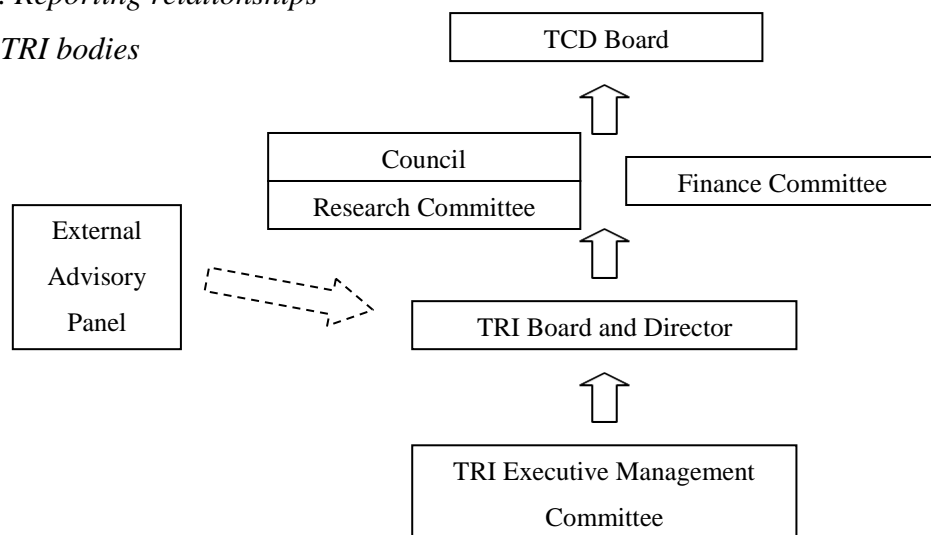 . Reporting relationships
TRI bodies
TCD Board
Council
Research Committee
Finance Committee
External
Advisory
Panel
TRI Board and Director
TRI Executive Management
Committee